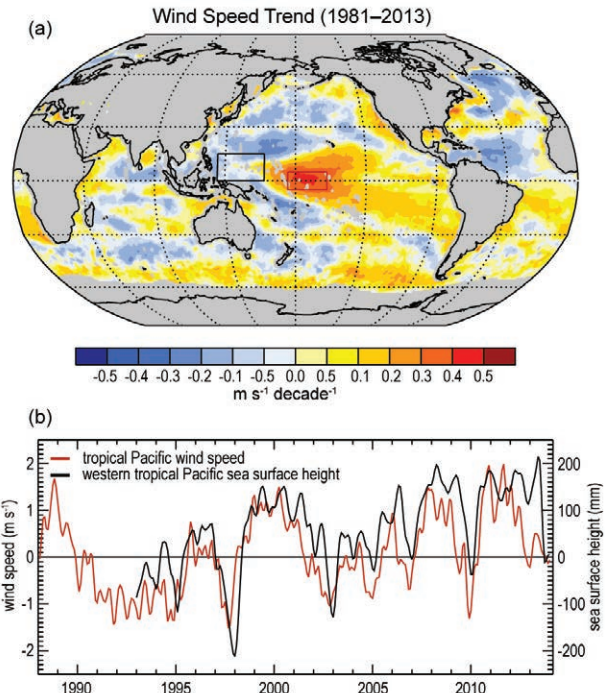 Wind Speed Trend (1981–2013)
(a)
-0.5 -0.4 -0.3 -0.2 -0.1 -0.5 0.0 0.5 0.1 0.2 0.3 0.4 0.5
m s-1 decade-1
(b)
tropical Pacific wind speed
western tropical Pacific sea surface height
2
1
0
-1
-2
wind speed (m s-1)
200
100
0
-100
-200
sea surface height (mm)
1990 1995 2000 2005 2010